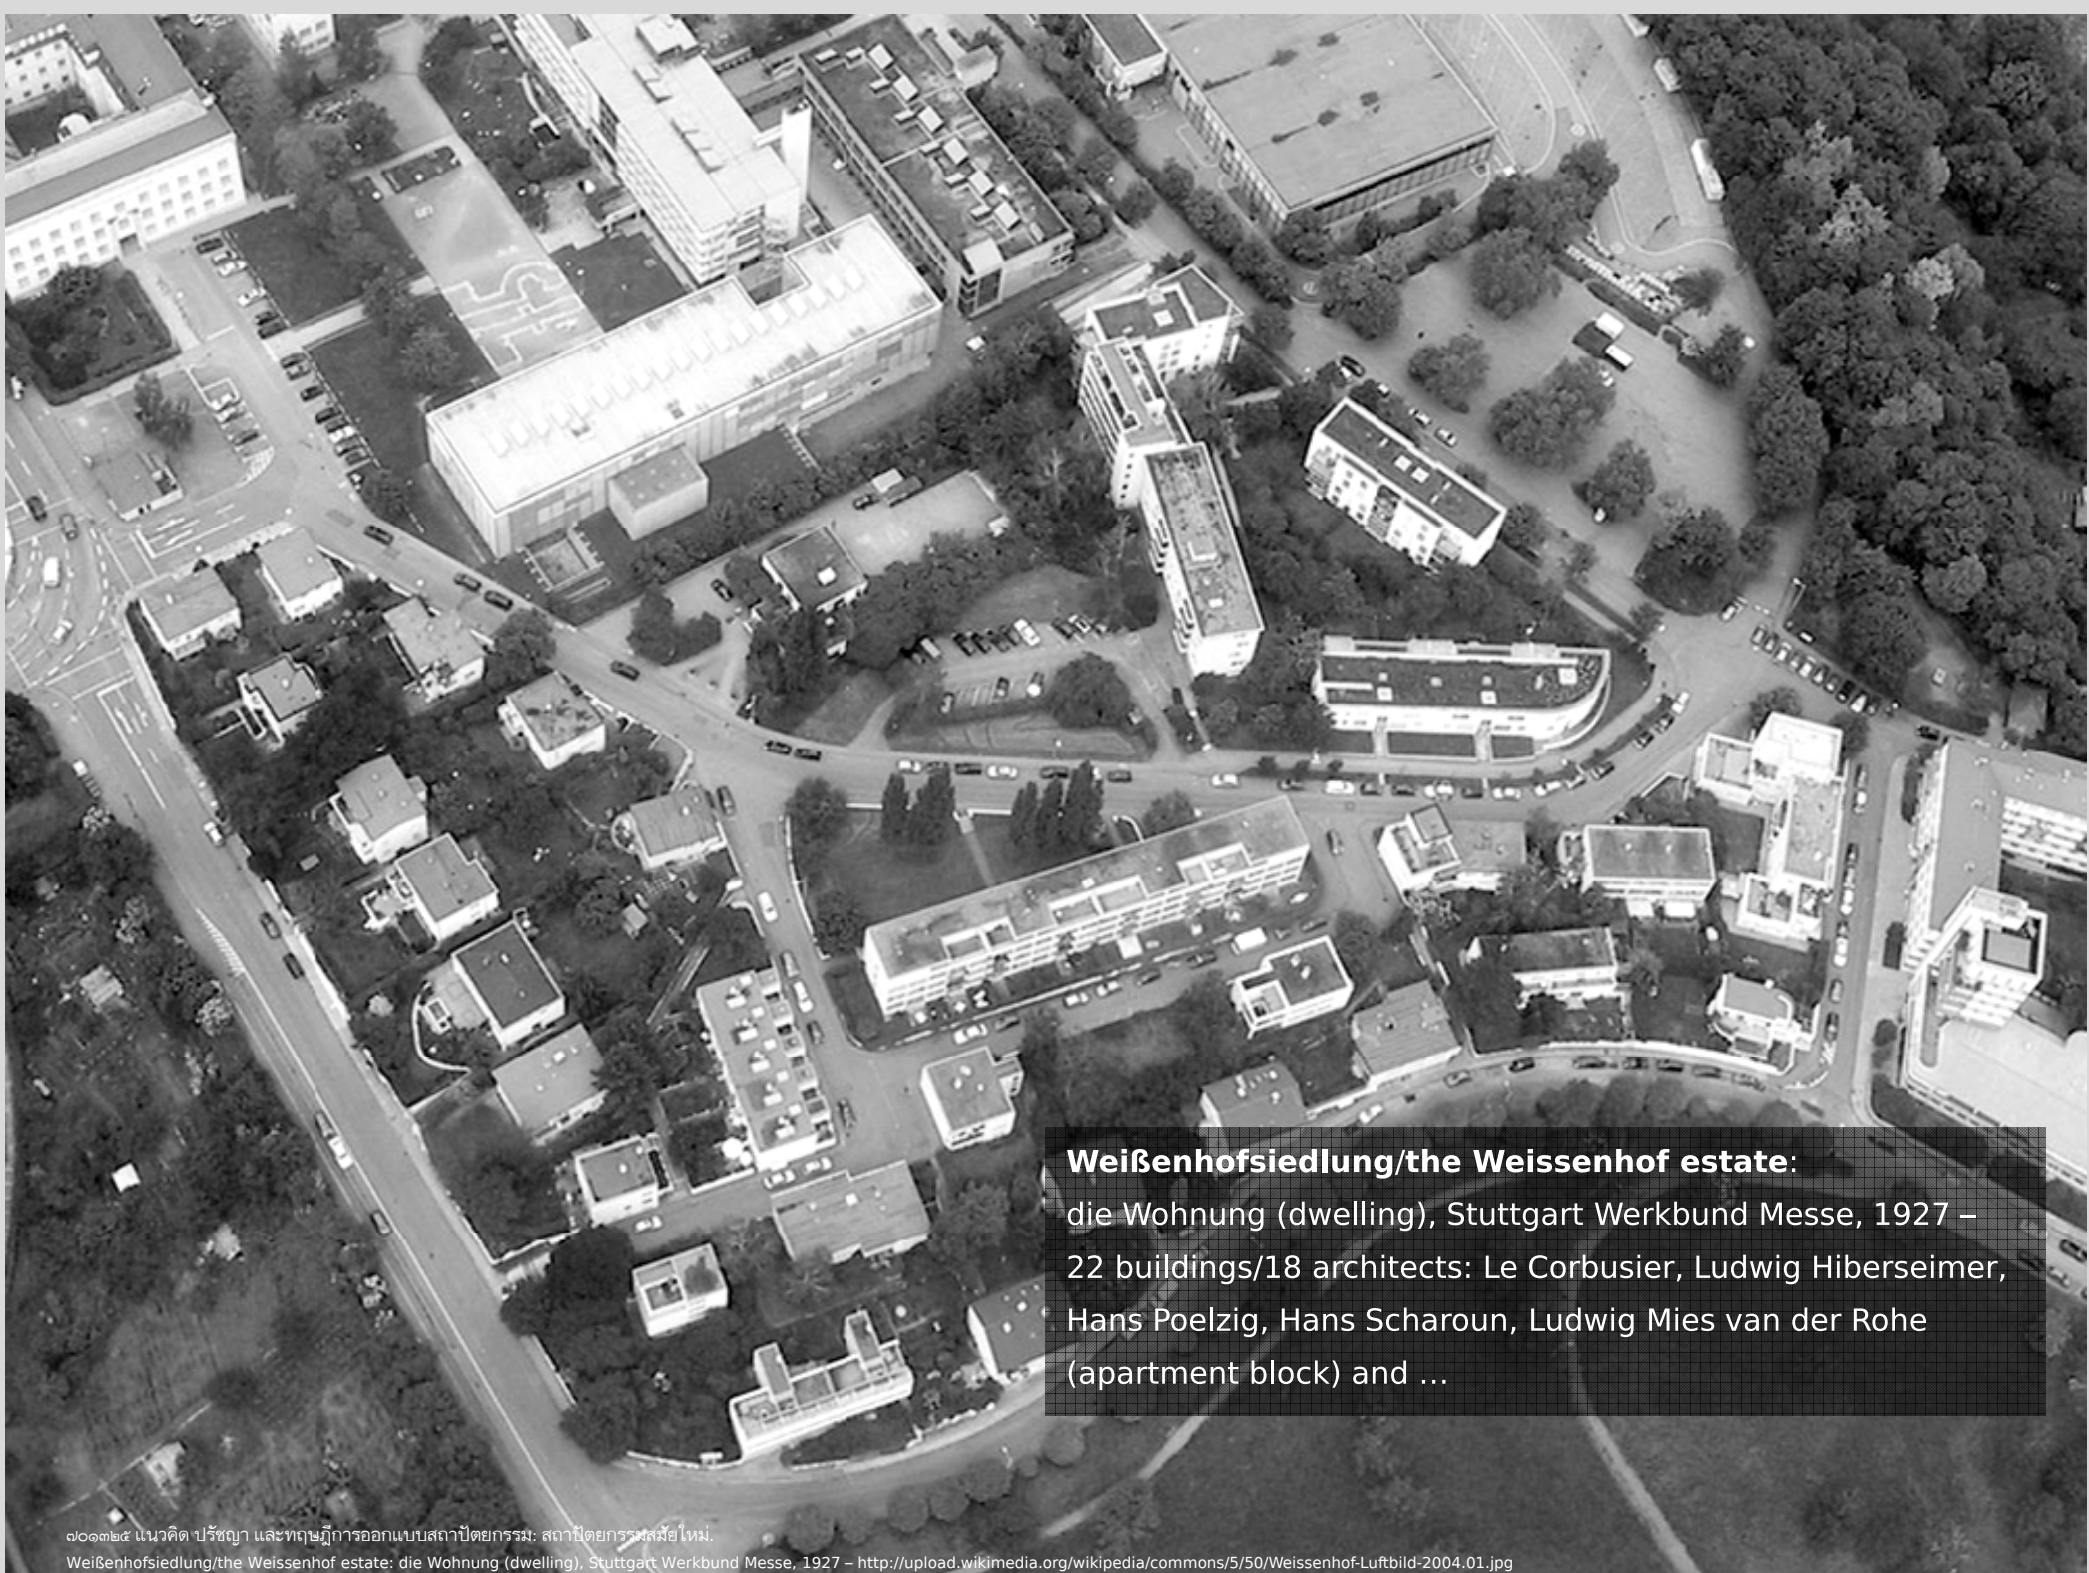 Weißenhofsiedlung/the Weissenhof estate:
die Wohnung (dwelling), Stuttgart Werkbund Messe, 1927 –
22 buildings/18 architects: Le Corbusier, Ludwig Hiberseimer,
Hans Poelzig, Hans Scharoun, Ludwig Mies van der Rohe
(apartment block) and …
๗๐๑๓๒๕ แนวคิด ปรัชญา และทฤษฎีการออกแบบสถาปัตยกรรม: สถาปัตยกรรมสมัยใหม่.
Weißenhofsiedlung/the Weissenhof estate: die Wohnung (dwelling), Stuttgart Werkbund Messe, 1927 – http://upload.wikimedia.org/wikipedia/commons/5/50/Weissenhof-Luftbild-2004.01.jpg